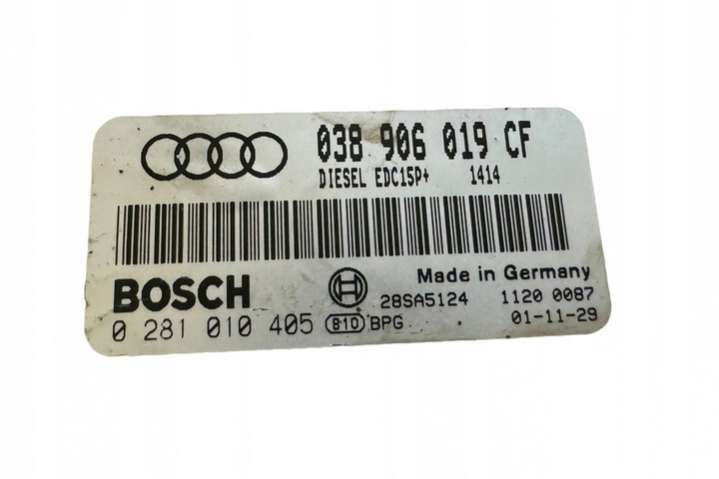 038 906 019 CF
DIESEL EDC15P+ 1414
BOSCH Made in Germany
28SA5124 1120 0087
0 281 010 405 B10 BPG 01-11-29